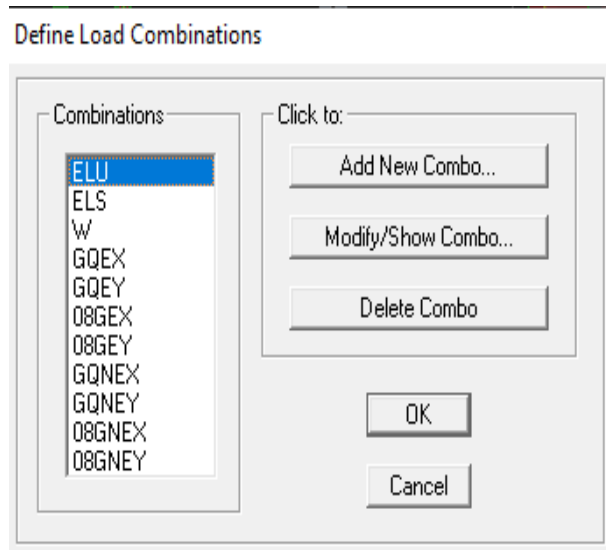 Define Load Combinations
Combinations
ELU
ELS
W
GQEX
GQEY
08GEX
08GEY
GQNEX
GQNEY
08GNEX
08GNEY
Click to:
Add New Combo...
Modify/Show Combo...
Delete Combo
OK
Cancel